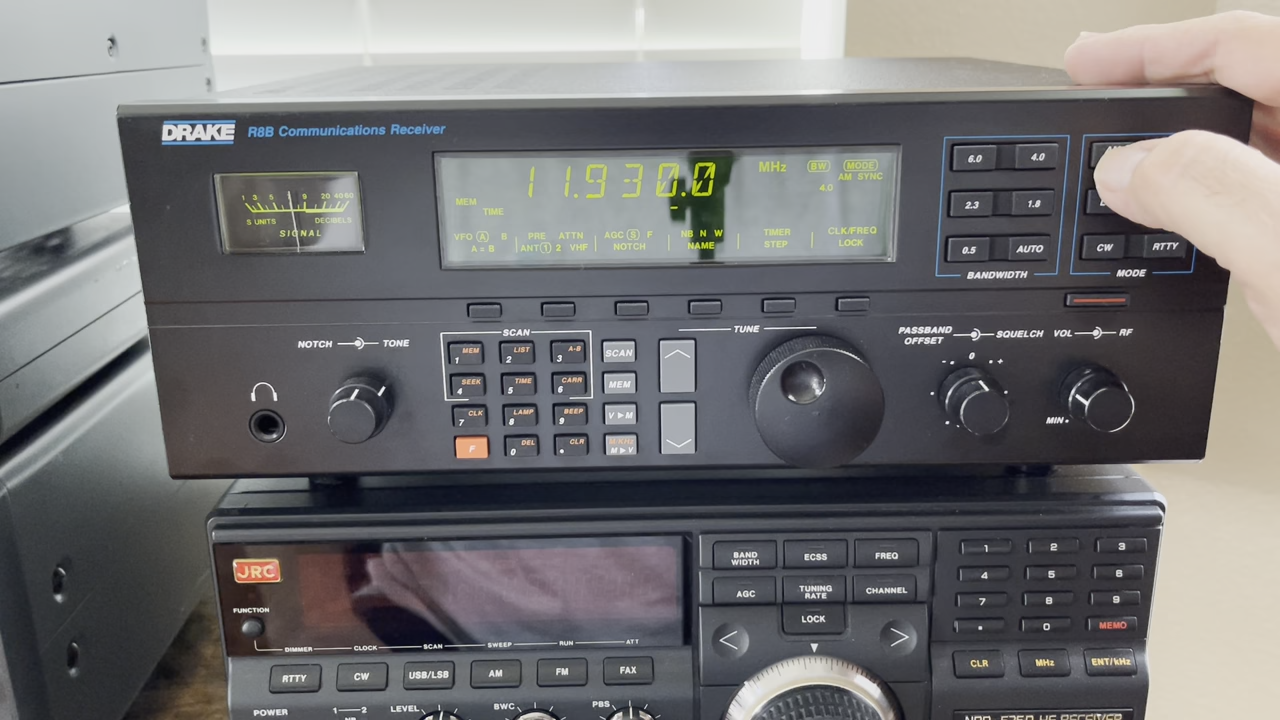 DRAKE R8B Communications Receiver
1 3 5 9 20 40 60
S UNITS DECIBELS
SIGNAL
11.930.0 MHz BW MODE
4.0 AM SYNC
MEM
TIME
VFO A B PRE ATTN AGC S F NB N W TIMER CLK/FREQ
A = B ANT 1 2 VHF NOTCH NAME STEP LOCK
6.0 4.0
2.3 1.8
0.5 AUTO
BANDWIDTH
CW RTTY
MODE
NOTCH TONE
SCAN
1 MEM 2 LIST 3 A-B SCAN
4 SEEK 5 TIME 6 CARR MEM
7 CLK 8 LAMP 9 BEEP V▶M
F 0 DEL . CLR M-KHz
M▶V
TUNE
PASSBAND
OFFSET SQUELCH
- 0 +
VOL RF
MIN
JRC
FUNCTION
DIMMER CLOCK SCAN SWEEP RUN ATT
RTTY CW USB/LSB AM FM FAX
POWER 1 2 LEVEL BWC PBS
NB
BAND
WIDTH ECSS FREQ
AGC TUNING
RATE CHANNEL
LOCK
< >
1 2 3
4 5 6
7 8 9
. 0 MEMO
CLR MHz ENT/kHz